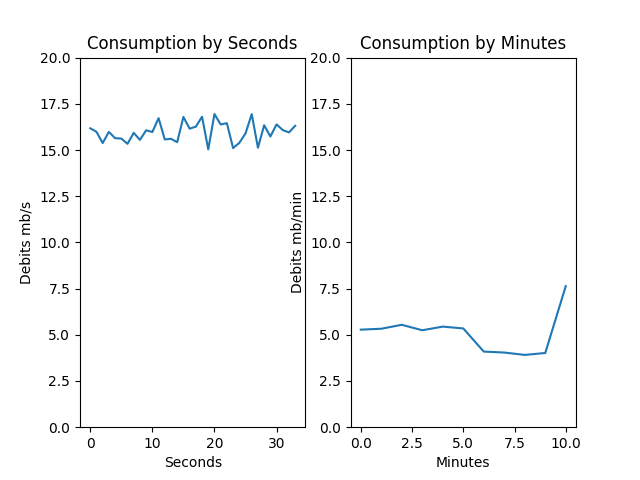 Consumption by Seconds
20.0
17.5
15.0
12.5
10.0
7.5
5.0
2.5
0.0
Debits mb/s
0 10 20 30
Seconds
Consumption by Minutes
20.0
17.5
15.0
12.5
10.0
7.5
5.0
2.5
0.0
Debits mb/min
0.0 2.5 5.0 7.5 10.0
Minutes